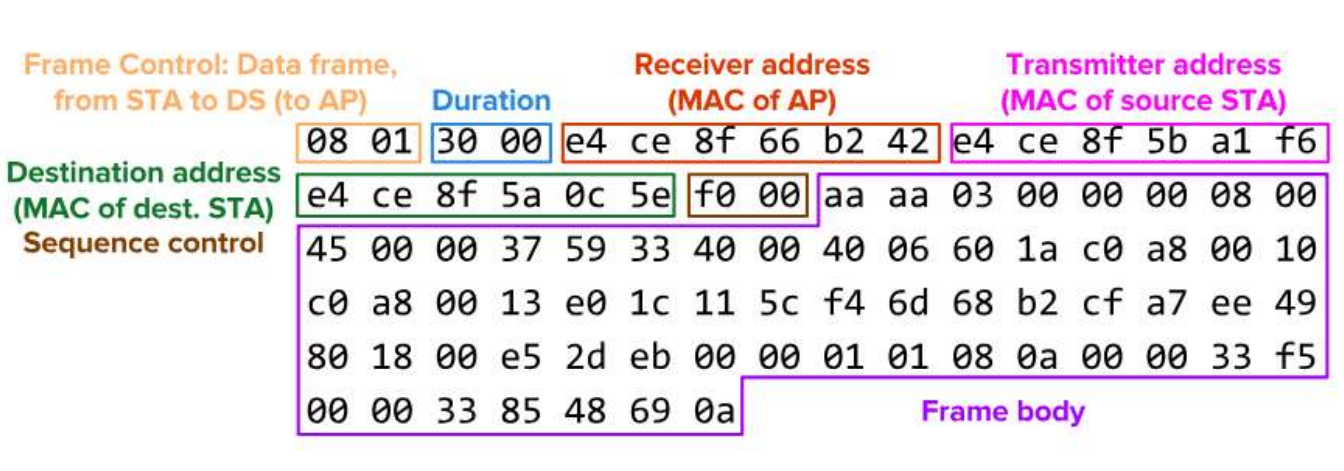 Frame Control: Data frame,
from STA to DS (to AP)
Duration
Receiver address
(MAC of AP)
Transmitter address
(MAC of source STA)
08 01 30 00 e4 ce 8f 66 b2 42 e4 ce 8f 5b a1 f6
Destination address
(MAC of dest. STA)
Sequence control
e4 ce 8f 5a 0c 5e f0 00 aa aa 03 00 00 00 08 00
45 00 00 37 59 33 40 00 40 06 60 1a c0 a8 00 10
c0 a8 00 13 e0 1c 11 5c f4 6d 68 b2 cf a7 ee 49
80 18 00 e5 2d eb 00 00 01 01 08 0a 00 00 33 f5
00 00 33 85 48 69 0a
Frame body